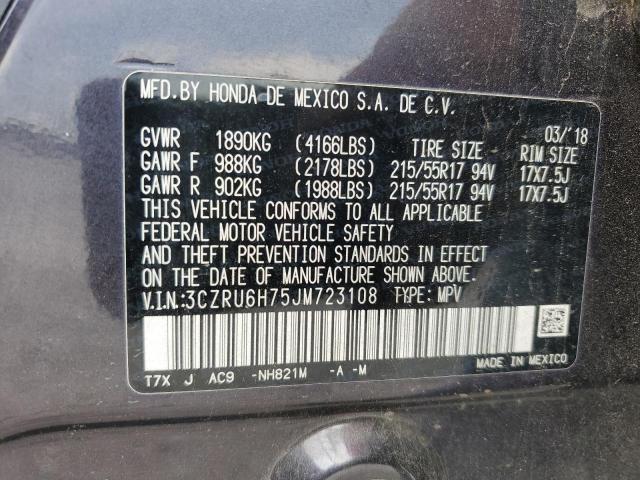 MFD.BY HONDA DE MEXICO S.A. DE C.V.
03/'18
GVWR 1890KG (4166LBS) TIRE SIZE RIM SIZE
GAWR F 988KG (2178LBS) 215/55R17 94V 17X7.5J
GAWR R 902KG (1988LBS) 215/55R17 94V 17X7.5J
THIS VEHICLE CONFORMS TO ALL APPLICABLE
FEDERAL MOTOR VEHICLE SAFETY
AND THEFT PREVENTION STANDARDS IN EFFECT
ON THE DATE OF MANUFACTURE SHOWN ABOVE.
V.I.N.:3CZRU6H75JM723108 TYPE: MPV
T7X J AC9 -NH821M -A -M
MADE IN MEXICO